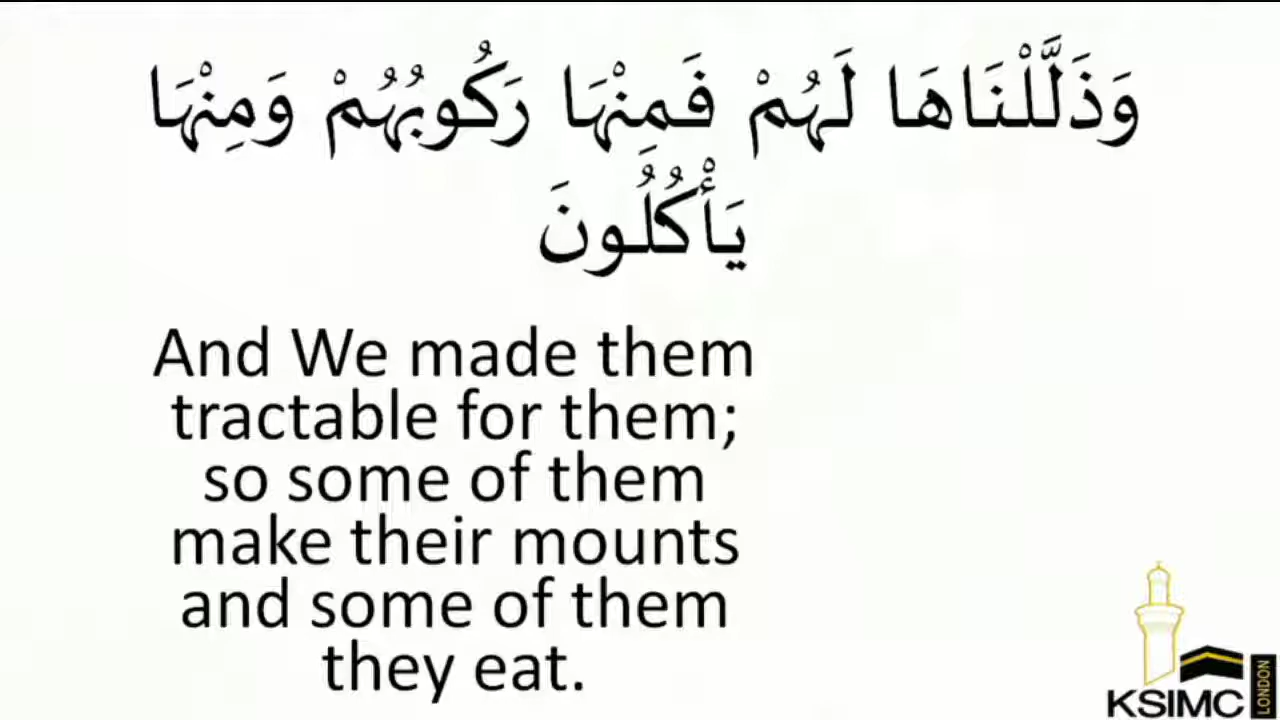 وَذَلَّلْنَاهَا لَهُمْ فَمِنْهَا رَكُوبُهُمْ وَمِنْهَا
يَأْكُلُونَ
And We made them
tractable for them;
so some of them
make their mounts
and some of them
they eat.
KSIMC
LONDON